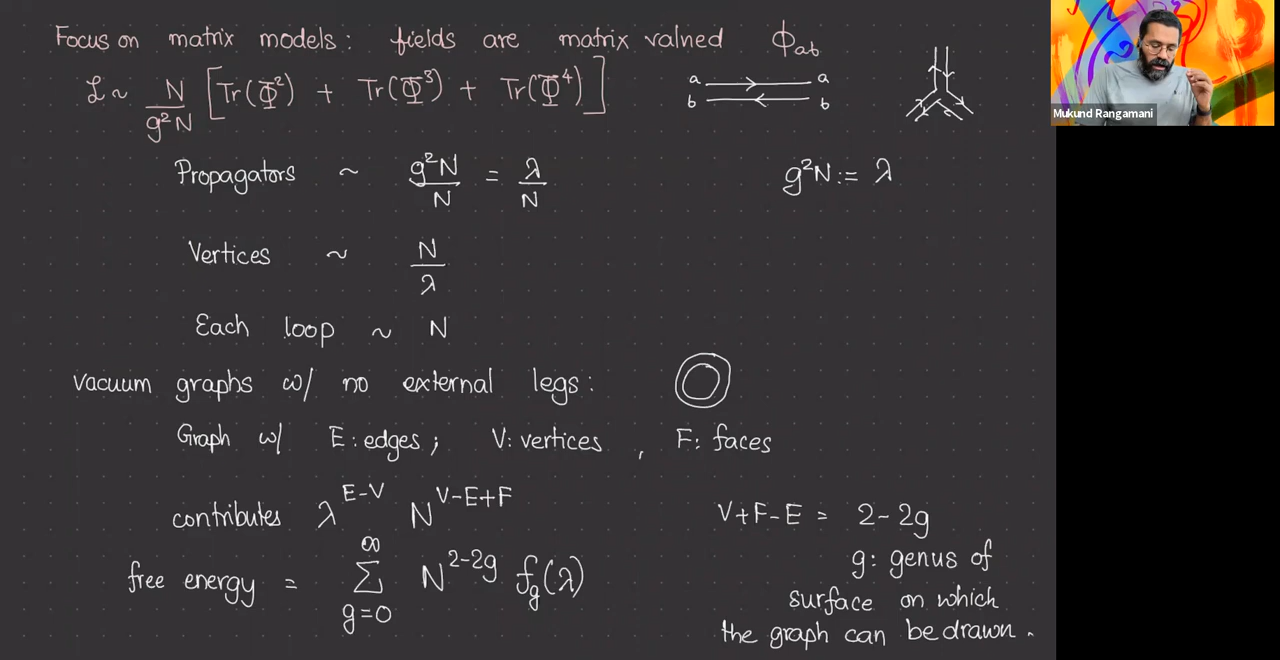 Focus on matrix models: fields are matrix valued Φab
ℒ ~ N/g²N [Tr(Φ²) + Tr(Φ³) + Tr(Φ⁴)]
a a
b b
Mukund Rangamani
Propagators ~ g²N/N = λ/N
g²N := λ
Vertices ~ N/λ
Each loop ~ N
vacuum graphs w/ no external legs:
Graph w/ E: edges; V: vertices, F: faces
contributes λ^{E-V} N^{V-E+F}
V+F-E = 2-2g
free energy = ∑_{g=0}^{∞} N^{2-2g} f_g(λ)
g: genus of
surface on which
the graph can be drawn.